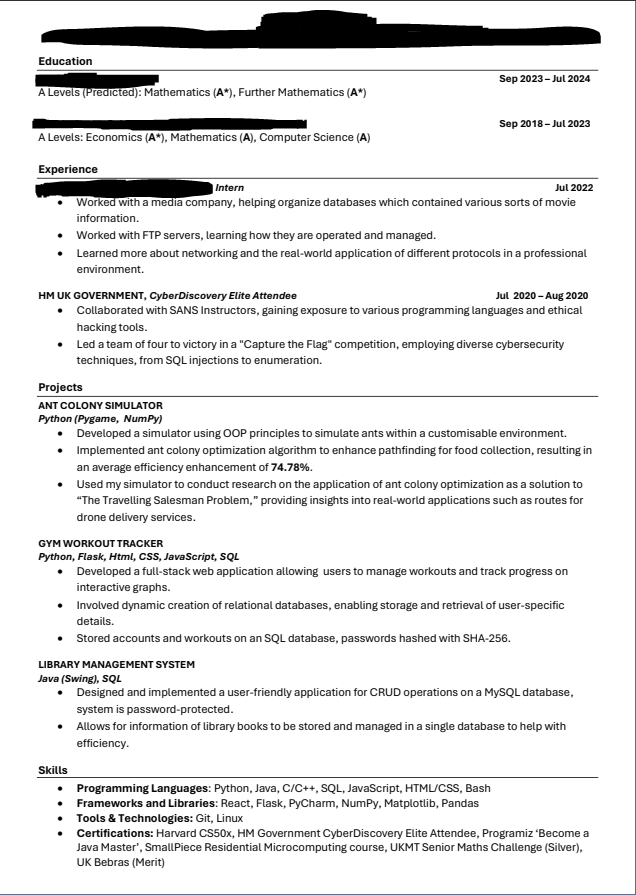 Education
Sep 2023 – Jul 2024
A Levels (Predicted): Mathematics (A*), Further Mathematics (A*)
Sep 2018 – Jul 2023
A Levels: Economics (A*), Mathematics (A), Computer Science (A)
Experience
Intern Jul 2022
• Worked with a media company, helping organize databases which contained various sorts of movie
information.
• Worked with FTP servers, learning how they are operated and managed.
• Learned more about networking and the real-world application of different protocols in a professional
environment.
HM UK GOVERNMENT, CyberDiscovery Elite Attendee Jul 2020 – Aug 2020
• Collaborated with SANS Instructors, gaining exposure to various programming languages and ethical
hacking tools.
• Led a team of four to victory in a "Capture the Flag" competition, employing diverse cybersecurity
techniques, from SQL injections to enumeration.
Projects
ANT COLONY SIMULATOR
Python (Pygame, NumPy)
• Developed a simulator using OOP principles to simulate ants within a customisable environment.
• Implemented ant colony optimization algorithm to enhance pathfinding for food collection, resulting in
an average efficiency enhancement of 74.78%.
• Used my simulator to conduct research on the application of ant colony optimization as a solution to
“The Travelling Salesman Problem,” providing insights into real-world applications such as routes for
drone delivery services.
GYM WORKOUT TRACKER
Python, Flask, Html, CSS, JavaScript, SQL
• Developed a full-stack web application allowing users to manage workouts and track progress on
interactive graphs.
• Involved dynamic creation of relational databases, enabling storage and retrieval of user-specific
details.
• Stored accounts and workouts on an SQL database, passwords hashed with SHA-256.
LIBRARY MANAGEMENT SYSTEM
Java (Swing), SQL
• Designed and implemented a user-friendly application for CRUD operations on a MySQL database,
system is password-protected.
• Allows for information of library books to be stored and managed in a single database to help with
efficiency.
Skills
• Programming Languages: Python, Java, C/C++, SQL, JavaScript, HTML/CSS, Bash
• Frameworks and Libraries: React, Flask, PyCharm, NumPy, Matplotlib, Pandas
• Tools & Technologies: Git, Linux
• Certifications: Harvard CS50x, HM Government CyberDiscovery Elite Attendee, Programiz ‘Become a
Java Master’, SmallPiece Residential Microcomputing course, UKMT Senior Maths Challenge (Silver),
UK Bebras (Merit)